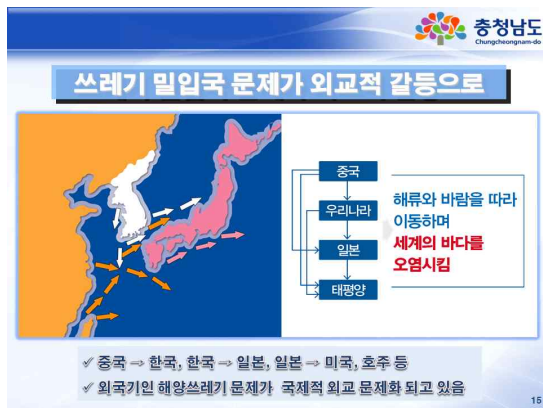 충청남도
Chungcheongnam-do
쓰레기 밀입국 문제가 외교적 갈등으로
중국
우리나라
일본
태평양
해류와 바람을 따라
이동하며
세계의 바다를
오염시킴
✓ 중국 → 한국, 한국 → 일본, 일본 → 미국, 호주 등
✓ 외국기인 해양쓰레기 문제가 국제적 외교 문제화 되고 있음
15